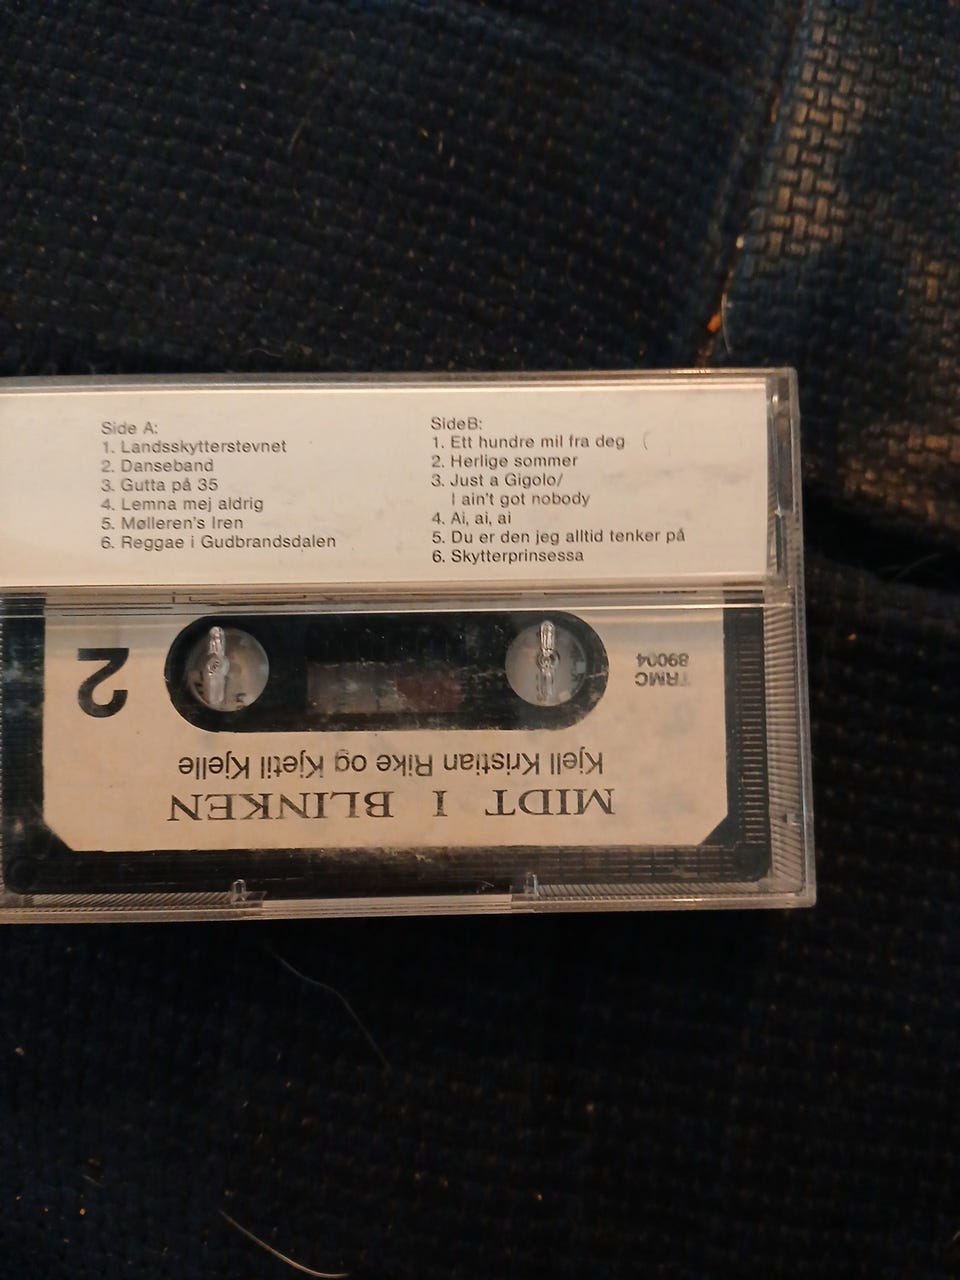 Side A:
1. Landsskytterstevnet
2. Danseband
3. Gutta på 35
4. Lemna mej aldrig
5. Mølleren's Iren
6. Reggae i Gudbrandsdalen
SideB:
1. Ett hundre mil fra deg
2. Herlige sommer
3. Just a Gigolo/
I ain't got nobody
4. Ai, ai, ai
5. Du er den jeg alltid tenker på
6. Skytterprinsessa
MIDT I BLINKEN
Kjell Kristian Rike og Kjetil Kjelle
TRMC
89004
2